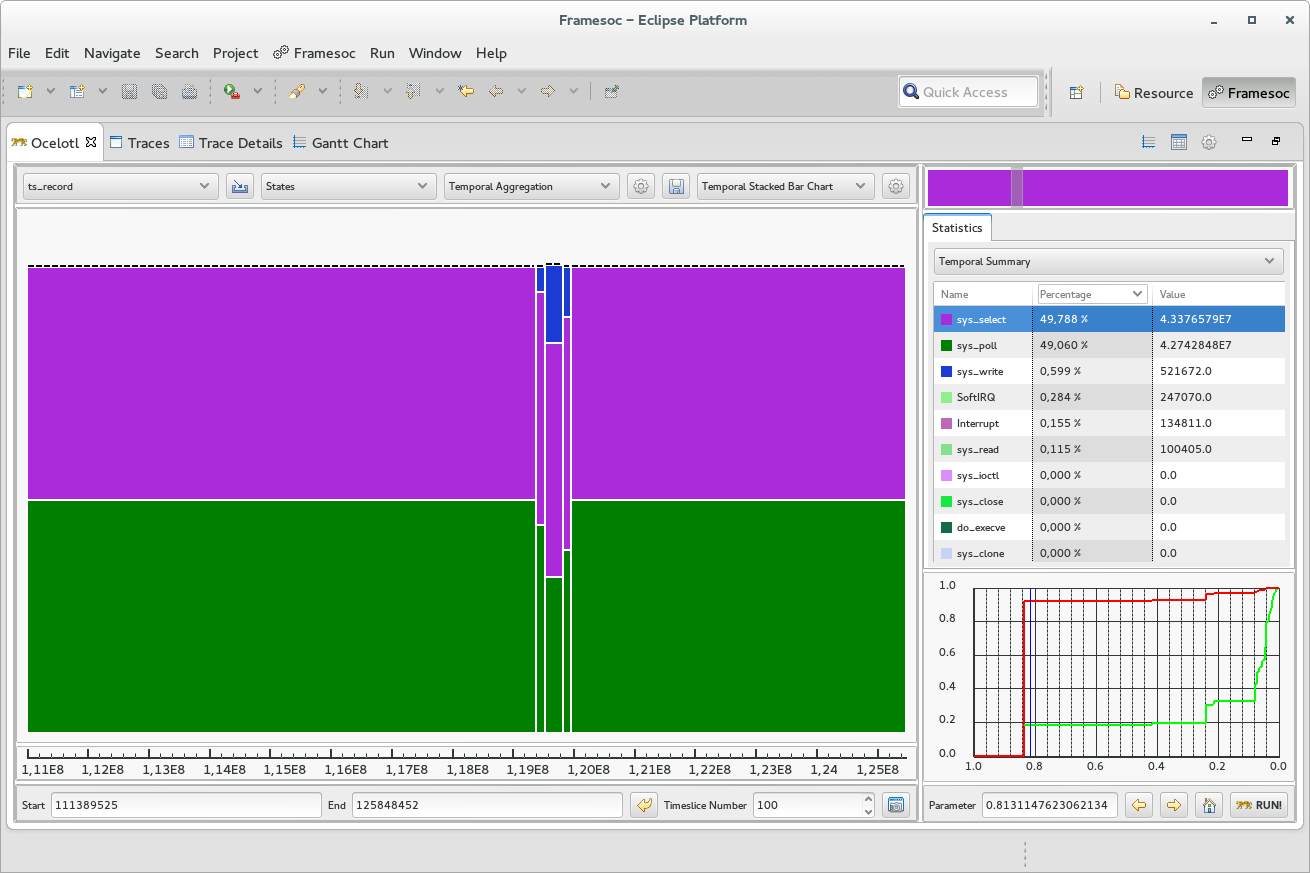 Framesoc – Eclipse Platform
File Edit Navigate Search Project Framesoc Run Window Help
Quick Access
Resource Framesoc
Ocelotl Traces Trace Details Gantt Chart
ts_record States Temporal Aggregation Temporal Stacked Bar Chart
Statistics
Temporal Summary
Name Percentage Value
sys_select 49,788 % 4.3376579E7
sys_poll 49,060 % 4.2742848E7
sys_write 0,599 % 521672.0
SoftIRQ 0,284 % 247070.0
Interrupt 0,155 % 134811.0
sys_read 0,115 % 100405.0
sys_ioctl 0,000 % 0.0
sys_close 0,000 % 0.0
do_execve 0,000 % 0.0
sys_clone 0,000 % 0.0
1.0
0.8
0.6
0.4
0.2
0.0
1.0 0.8 0.6 0.4 0.2 0.0
1,11E8 1,12E8 1,13E8 1,14E8 1,15E8 1,16E8 1,17E8 1,18E8 1,19E8 1,20E8 1,21E8 1,22E8 1,23E8 1,24 1,25E8
Start 111389525 End 125848452 Timeslice Number 100
Parameter 0.8131147623062134 RUN!